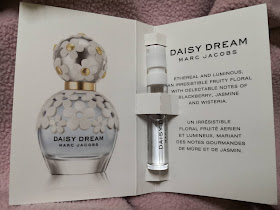 DAISY DREAM
MARC JACOBS
DAISY DREAM
MARC JACOBS
ETHEREAL AND LUMINOUS,
AN IRRESISTIBLE FRUITY FLORAL
WITH DELECTABLE NOTES OF
BLACKBERRY, JASMINE
AND WISTERIA.
UN IRRÉSISTIBLE
FLORAL FRUITÉ AÉRIEN
ET LUMINEUX, MARIANT
DES NOTES GOURMANDES
DE MÛRE ET DE JASMIN.
DAISY D